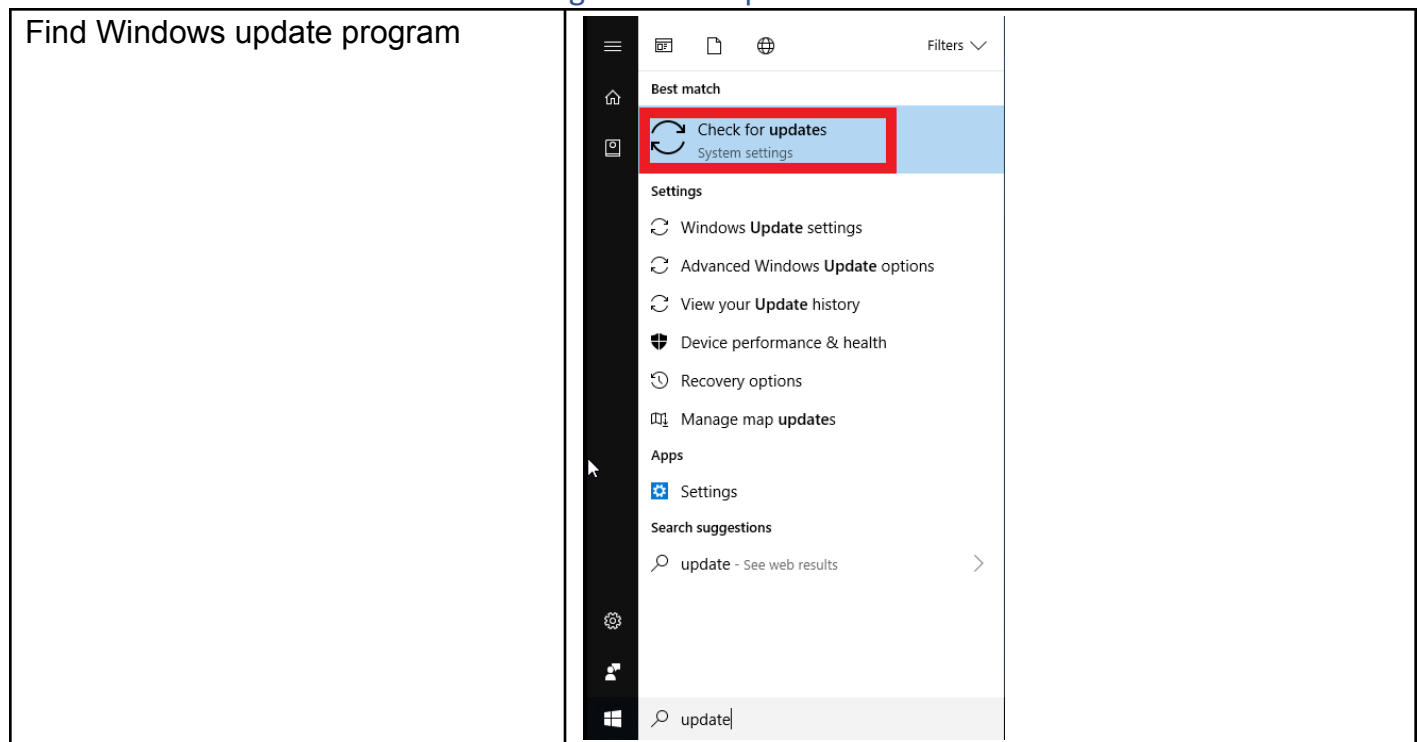 Find Windows update program
Filters
Best match
Check for updates
System settings
Settings
Windows Update settings
Advanced Windows Update options
View your Update history
Device performance & health
Recovery options
Manage map updates
Apps
Settings
Search suggestions
update - See web results
update